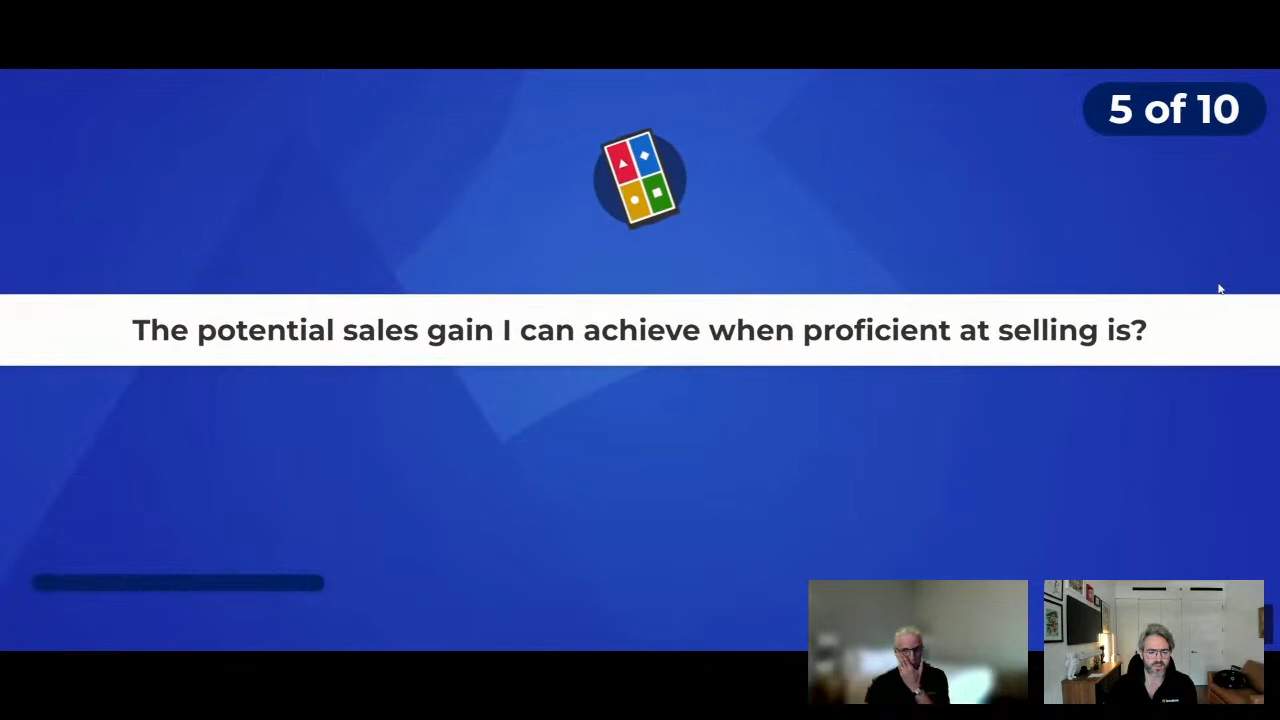 5 of 10
The potential sales gain I can achieve when proficient at selling is?